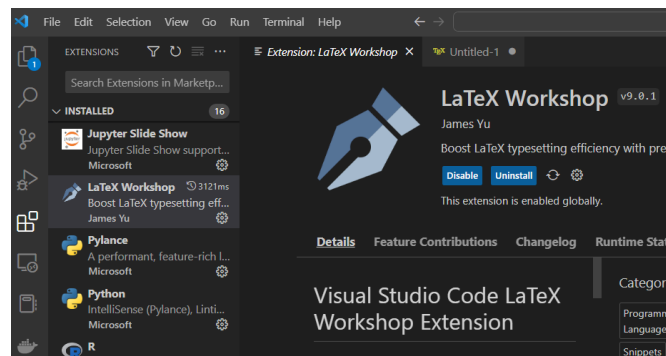 File Edit Selection View Go Run Terminal Help
EXTENSIONS
Extension: LaTeX Workshop
TEX Untitled-1
1
Search Extensions in Marketp...
INSTALLED 16
Jupyter Slide Show
Jupyter Slide Show support...
Microsoft
LaTeX Workshop 3121ms
Boost LaTeX typesetting eff...
James Yu
Pylance
A performant, feature-rich l...
Microsoft
Python
IntelliSense (Pylance), Linti...
Microsoft
R
LaTeX Workshop v9.0.1
James Yu
Boost LaTeX typesetting efficiency with pre
Disable Uninstall
This extension is enabled globally.
Details Feature Contributions Changelog Runtime Stat
Visual Studio Code LaTeX
Workshop Extension
Categor
Programm
Language
Snippets